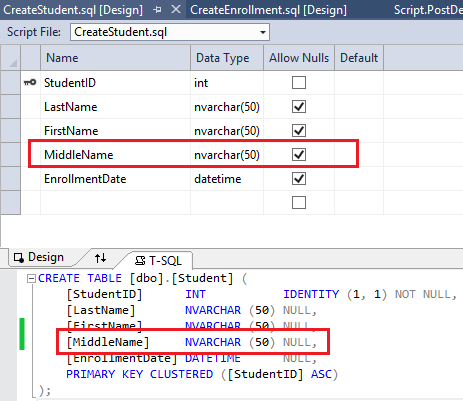 CreateStudent.sql [Design] CreateEnrollment.sql [Design] Script.PostDe
Script File: CreateStudent.sql
Name Data Type Allow Nulls Default
StudentID int
LastName nvarchar(50)
FirstName nvarchar(50)
MiddleName nvarchar(50)
EnrollmentDate datetime
Design T-SQL
CREATE TABLE [dbo].[Student] (
[StudentID] INT IDENTITY (1, 1) NOT NULL,
[LastName] NVARCHAR (50) NULL,
[FirstName] NVARCHAR (50) NULL,
[MiddleName] NVARCHAR (50) NULL,
[EnrollmentDate] DATETIME NULL,
PRIMARY KEY CLUSTERED ([StudentID] ASC)
);